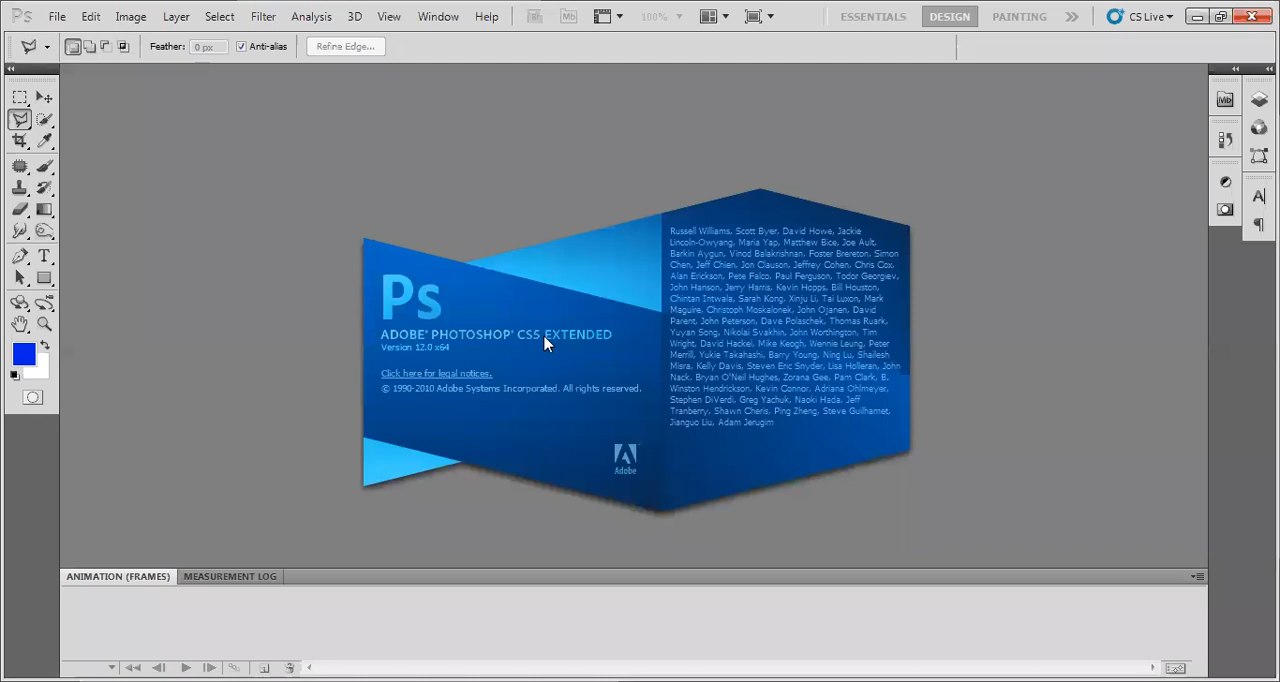 Ps File Edit Image Layer Select Filter Analysis 3D View Window Help Mb 100% ESSENTIALS DESIGN PAINTING CS Live
Feather: 0 px Anti-alias Refine Edge...
Mb
A
T
Ps
ADOBE® PHOTOSHOP® CS5 EXTENDED
Version 12.0 x64
Click here for legal notices.
© 1990-2010 Adobe Systems Incorporated. All rights reserved.
Adobe
Russell Williams, Scott Byer, David Howe, Jackie
Lincoln-Owyang, Maria Yap, Matthew Bice, Joe Ault,
Barkin Aygun, Vinod Balakrishnan, Foster Brereton, Simon
Chen, Jeff Chien, Jon Clauson, Jeffrey Cohen, Chris Cox,
Alan Erickson, Pete Falco, Paul Ferguson, Todor Georgiev,
John Hanson, Jerry Harris, Kevin Hopps, Bill Houston,
Chintan Intwala, Sarah Kong, Xinju Li, Tai Luxon, Mark
Maguire, Christoph Moskalonek, John Ojanen, David
Parent, John Peterson, Dave Polaschek, Thomas Ruark,
Yuyan Song, Nikolai Svakhin, John Worthington, Tim
Wright, David Hackel, Mike Keogh, Wennie Leung, Peter
Merrill, Yukie Takahashi, Barry Young, Ning Lu, Shailesh
Misra, Kelly Davis, Steven Eric Snyder, Lisa Holleran, John
Nack, Bryan O'Neil Hughes, Zorana Gee, Pam Clark, B.
Winston Hendrickson, Kevin Connor, Adriana Ohlmeyer,
Stephen DiVerdi, Greg Yachuk, Naoki Hada, Jeff
Tranberry, Shawn Cheris, Ping Zheng, Steve Guilhamet,
Jianguo Liu, Adam Jerugim
ANIMATION (FRAMES) MEASUREMENT LOG